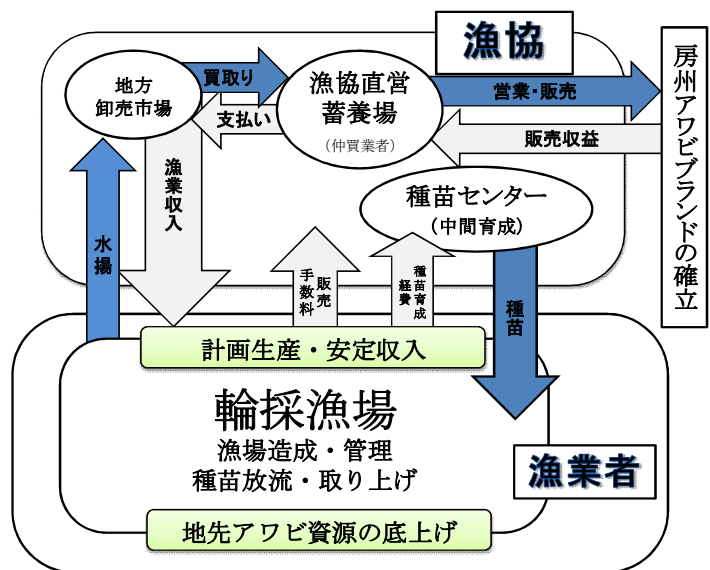 漁協
地方
卸売市場
買取り
支払い
漁協直営
蓄養場
（仲買業者）
営業・販売
販売収益
房州アワビブランドの確立
種苗センター
（中間育成）
漁業収入
水揚
販売
手数料
種苗育成
経費
種苗
計画生産・安定収入
輪採漁場
漁場造成・管理
種苗放流・取り上げ
漁業者
地先アワビ資源の底上げ